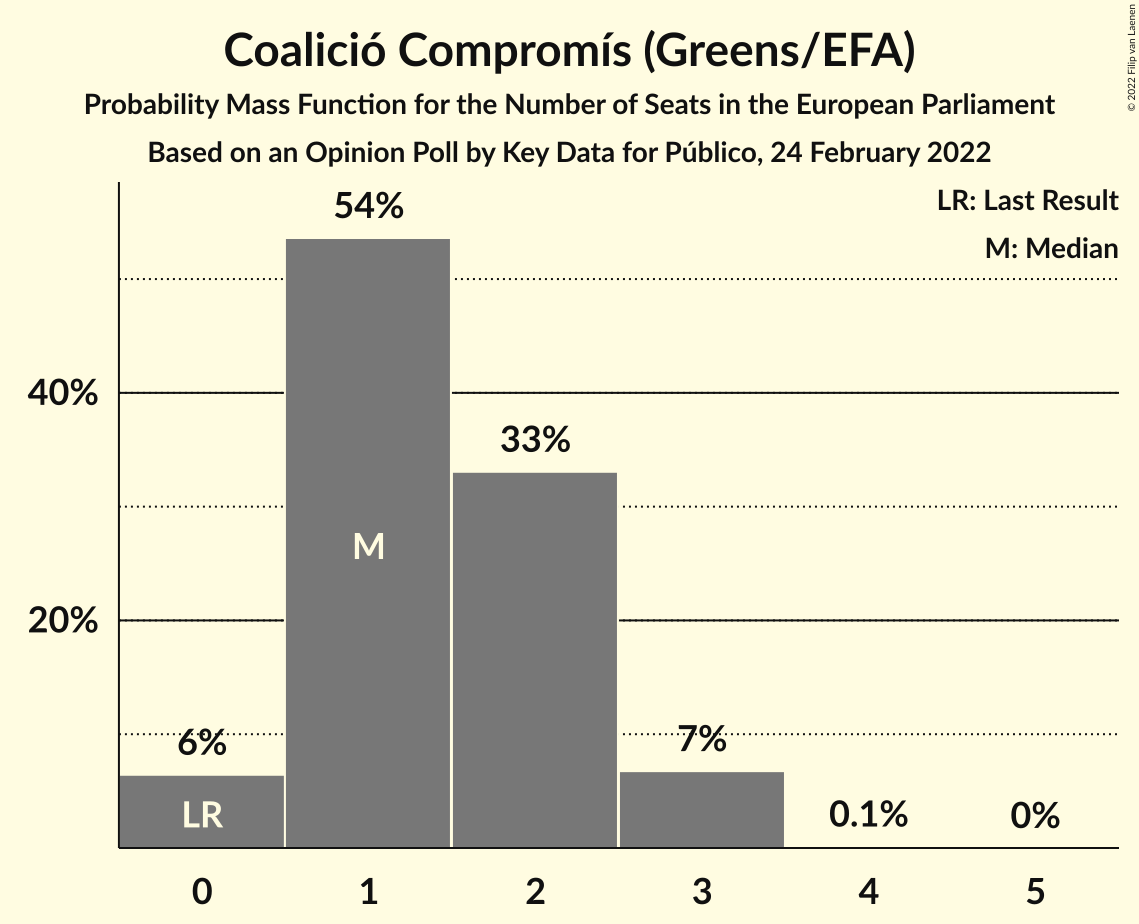 Coalició Compromís (Greens/EFA)
Probability Mass Function for the Number of Seats in the European Parliament
Based on an Opinion Poll by Key Data for Público, 24 February 2022
© 2022 Filip van Laenen
LR: Last Result
M: Median
54%
40%
33%
M
20%
6%
7%
LR
0.1%
0%
0 1 2 3 4 5